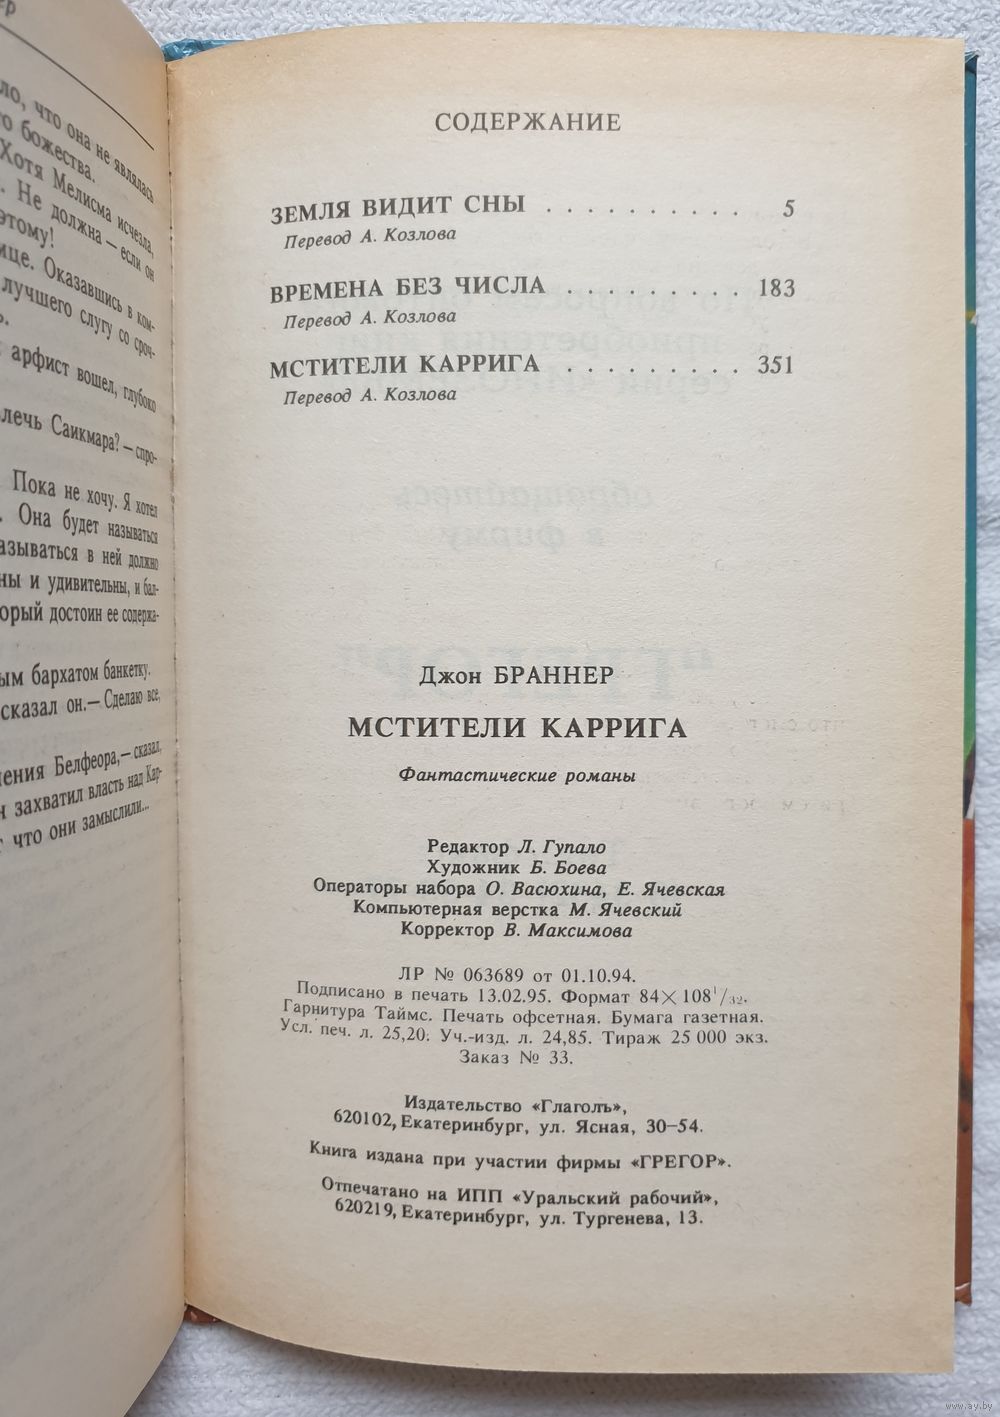 ло, что она не являлась
о божества.
Хотя Мелисма исчезла,
. Не должна — если он
этому!
ице. Оказавшись в ком-
лучшего слугу со сроч-
арфист вошел, глубоко
лечь Саикмара? — спро-
Пока не хочу. Я хотел
. Она будет называться
азываться в ней должно
ны и удивительны, и бал-
орый достоин ее содержа-
ым бархатом банкетку.
сказал он.— Сделаю все,
ения Белфеора,— сказал,
н захватил власть над Кар-
что они замыслили...
СОДЕРЖАНИЕ
ЗЕМЛЯ ВИДИТ СНЫ . . . . . . . . . . 5
Перевод А. Козлова
ВРЕМЕНА БЕЗ ЧИСЛА . . . . . . . . . 183
Перевод А. Козлова
МСТИТЕЛИ КАРРИГА . . . . . . . . . 351
Перевод А. Козлова
Джон БРАННЕР
МСТИТЕЛИ КАРРИГА
Фантастические романы
Редактор Л. Гупало
Художник Б. Боева
Операторы набора О. Васюхина, Е. Ячевская
Компьютерная верстка М. Ячевский
Корректор В. Максимова
ЛР № 063689 от 01.10.94.
Подписано в печать 13.02.95. Формат 84×108¹/₃₂.
Гарнитура Таймс. Печать офсетная. Бумага газетная.
Усл. печ. л. 25,20. Уч.-изд. л. 24,85. Тираж 25 000 экз.
Заказ № 33.
Издательство «Глаголъ»,
620102, Екатеринбург, ул. Ясная, 30–54.
Книга издана при участии фирмы «ГРЕГОР».
Отпечатано на ИПП «Уральский рабочий»,
620219, Екатеринбург, ул. Тургенева, 13.
www.ay.by